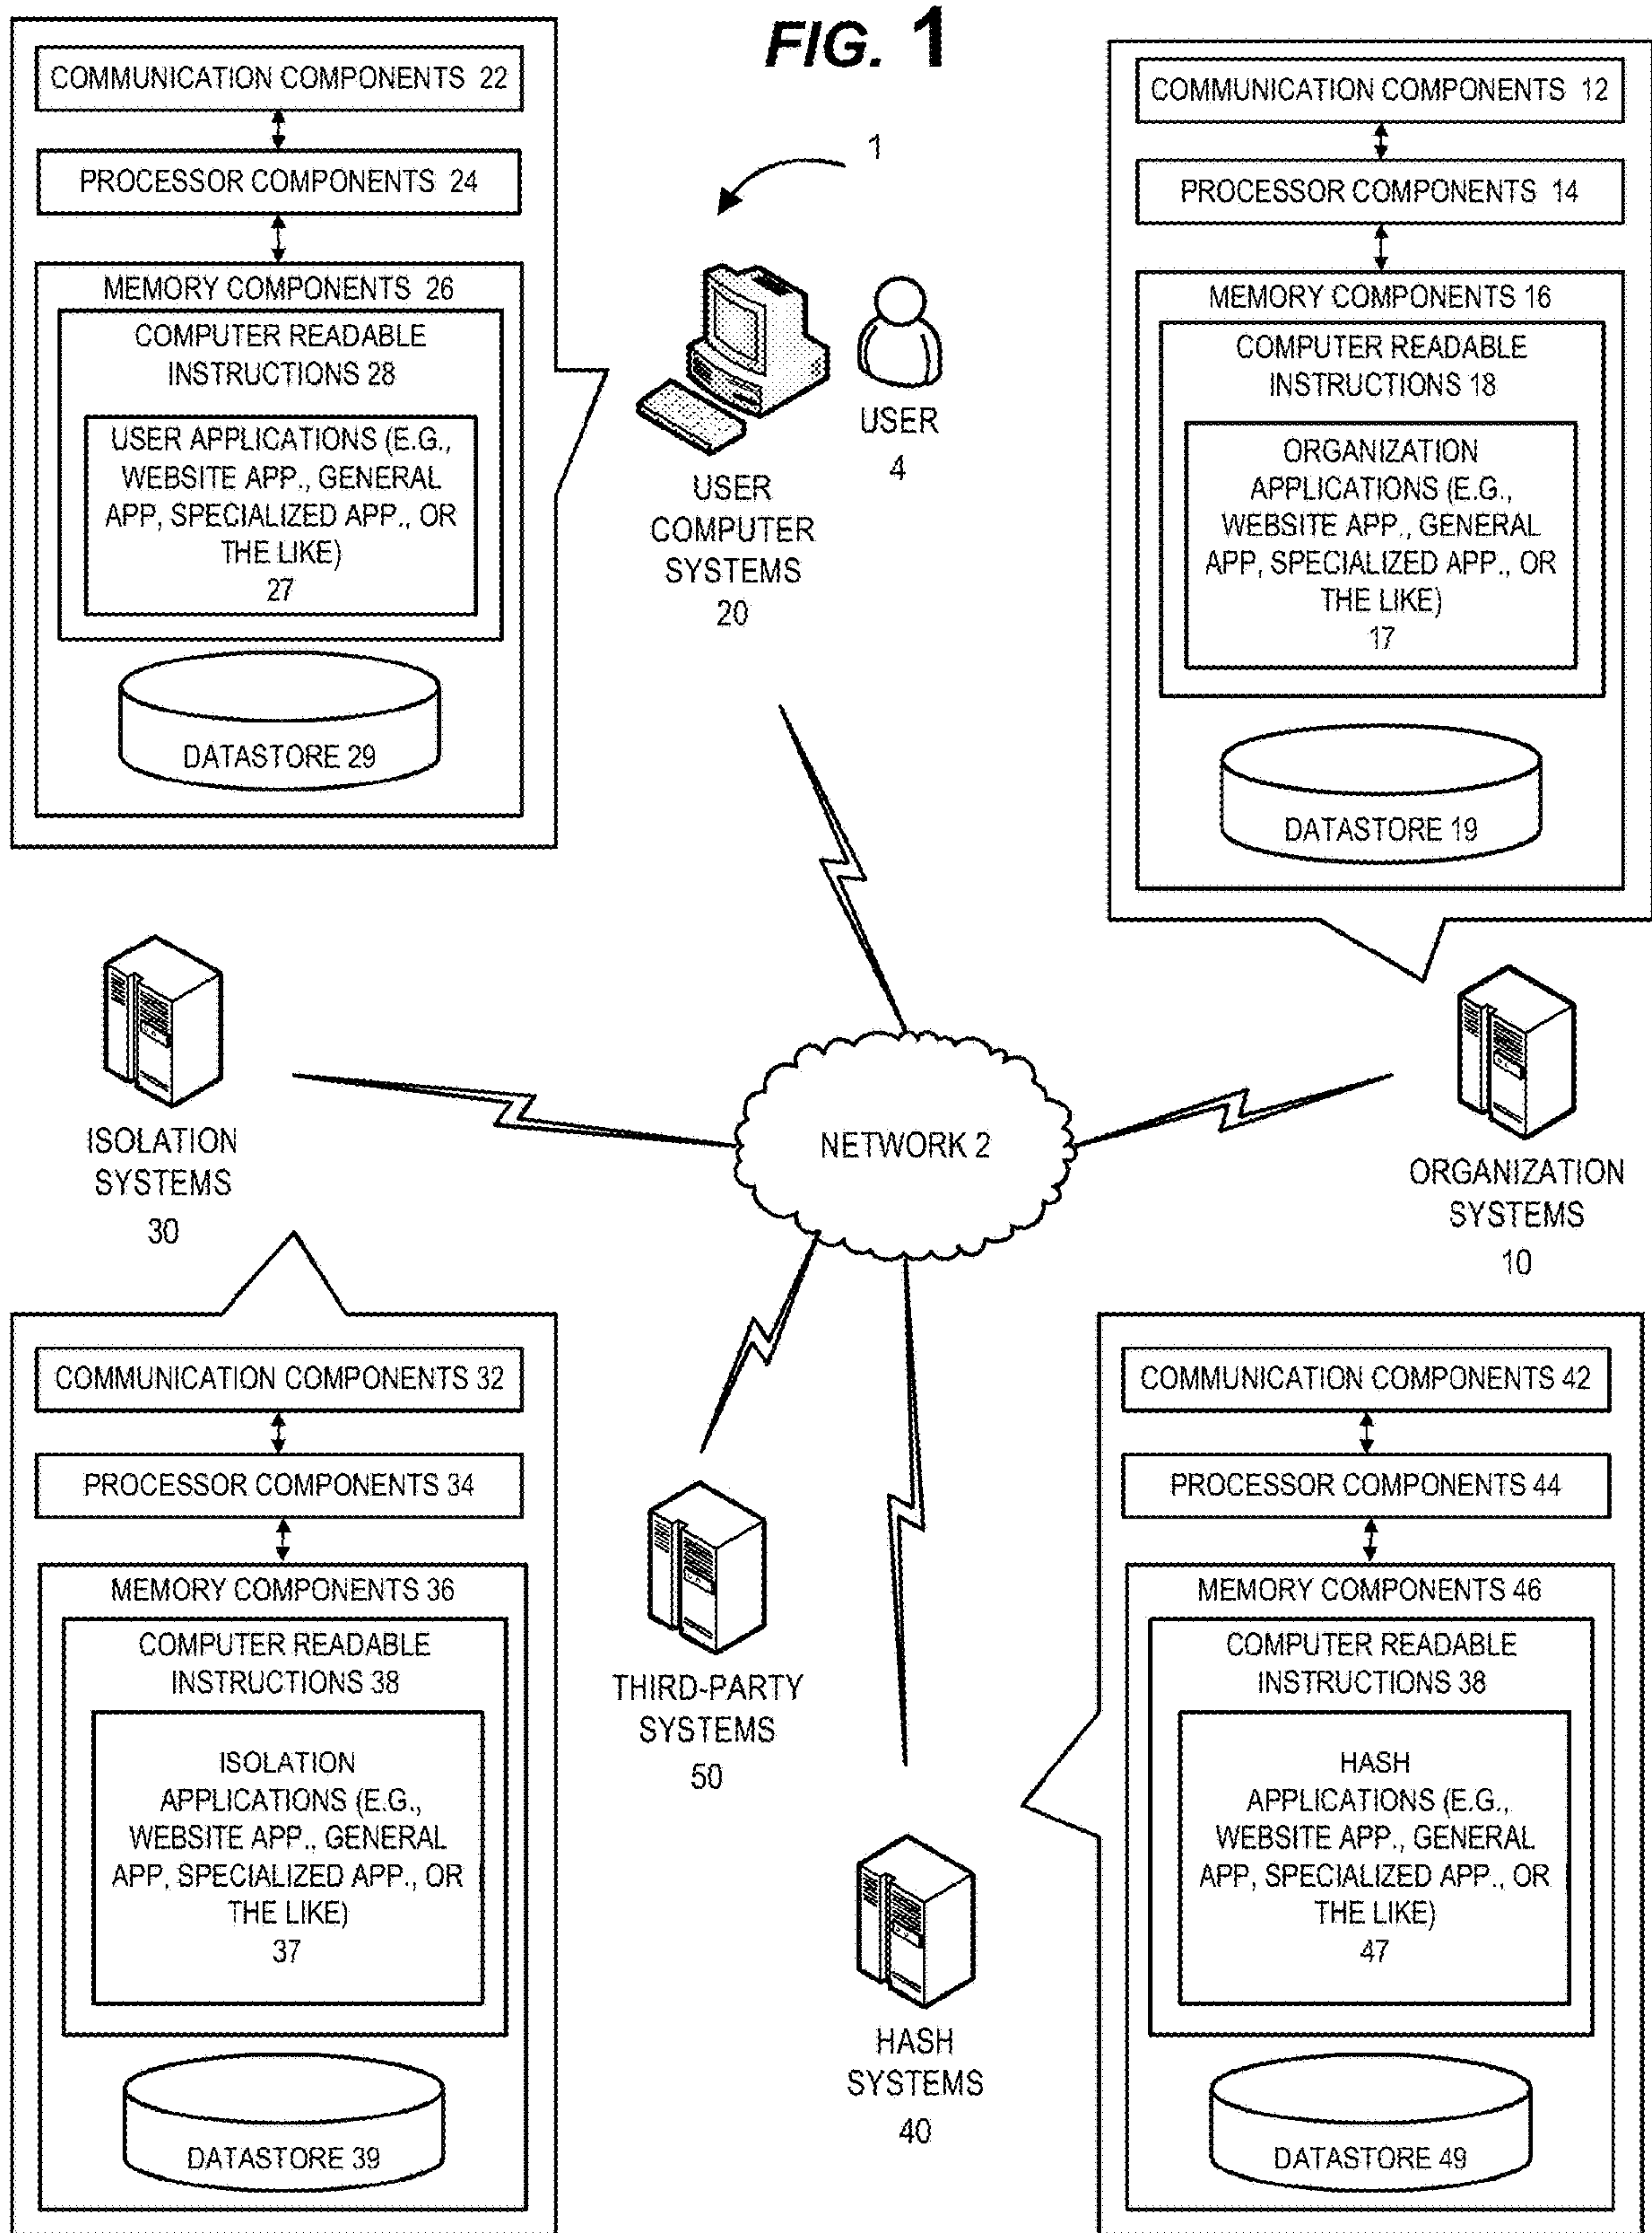 FIG. 1
COMMUNICATION COMPONENTS 22
PROCESSOR COMPONENTS 24
MEMORY COMPONENTS 26
COMPUTER READABLE
INSTRUCTIONS 28
USER APPLICATIONS (E.G.,
WEBSITE APP., GENERAL
APP, SPECIALIZED APP., OR
THE LIKE)
27
DATASTORE 29
1
USER
4
USER
COMPUTER
SYSTEMS
20
COMMUNICATION COMPONENTS 12
PROCESSOR COMPONENTS 14
MEMORY COMPONENTS 16
COMPUTER READABLE
INSTRUCTIONS 18
ORGANIZATION
APPLICATIONS (E.G.,
WEBSITE APP., GENERAL
APP, SPECIALIZED APP., OR
THE LIKE)
17
DATASTORE 19
ISOLATION
SYSTEMS
30
NETWORK 2
ORGANIZATION
SYSTEMS
10
COMMUNICATION COMPONENTS 32
PROCESSOR COMPONENTS 34
MEMORY COMPONENTS 36
COMPUTER READABLE
INSTRUCTIONS 38
ISOLATION
APPLICATIONS (E.G.,
WEBSITE APP., GENERAL
APP, SPECIALIZED APP., OR
THE LIKE)
37
DATASTORE 39
THIRD-PARTY
SYSTEMS
50
HASH
SYSTEMS
40
COMMUNICATION COMPONENTS 42
PROCESSOR COMPONENTS 44
MEMORY COMPONENTS 46
COMPUTER READABLE
INSTRUCTIONS 38
HASH
APPLICATIONS (E.G.,
WEBSITE APP., GENERAL
APP, SPECIALIZED APP., OR
THE LIKE)
47
DATASTORE 49